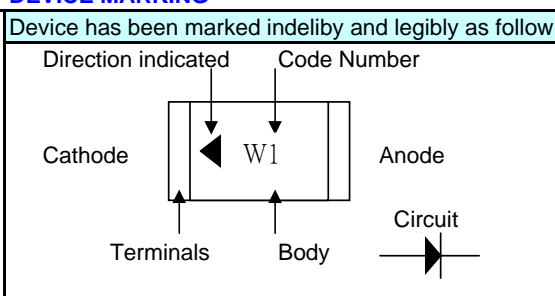 DEVICE MARKING
Device has been marked indeliby and legibly as follow
Direction indicated Code Number
Cathode W1 Anode
Circuit
Terminals Body